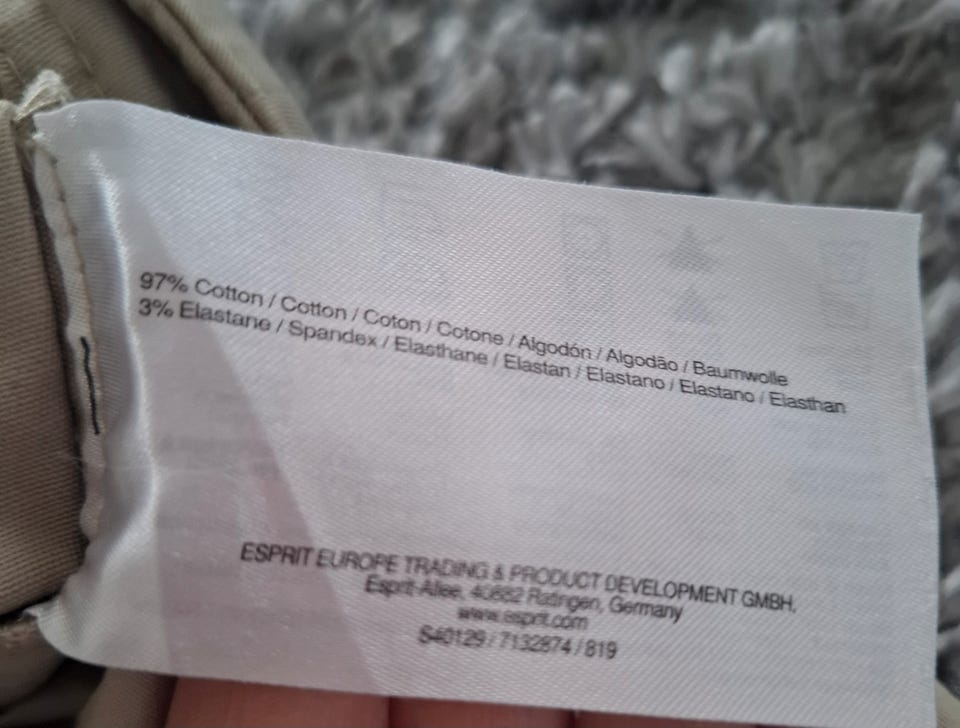 97% Cotton / Cotton / Coton / Cotone / Algodón / Algodão / Baumwolle
3% Elastane / Spandex / Elasthane / Elastan / Elastano / Elastano / Elasthan
ESPRIT EUROPE TRADING & PRODUCT DEVELOPMENT GMBH.
Esprit-Allee, 40882 Ratingen, Germany
www.esprit.com
S40129 / 7132874 / 819